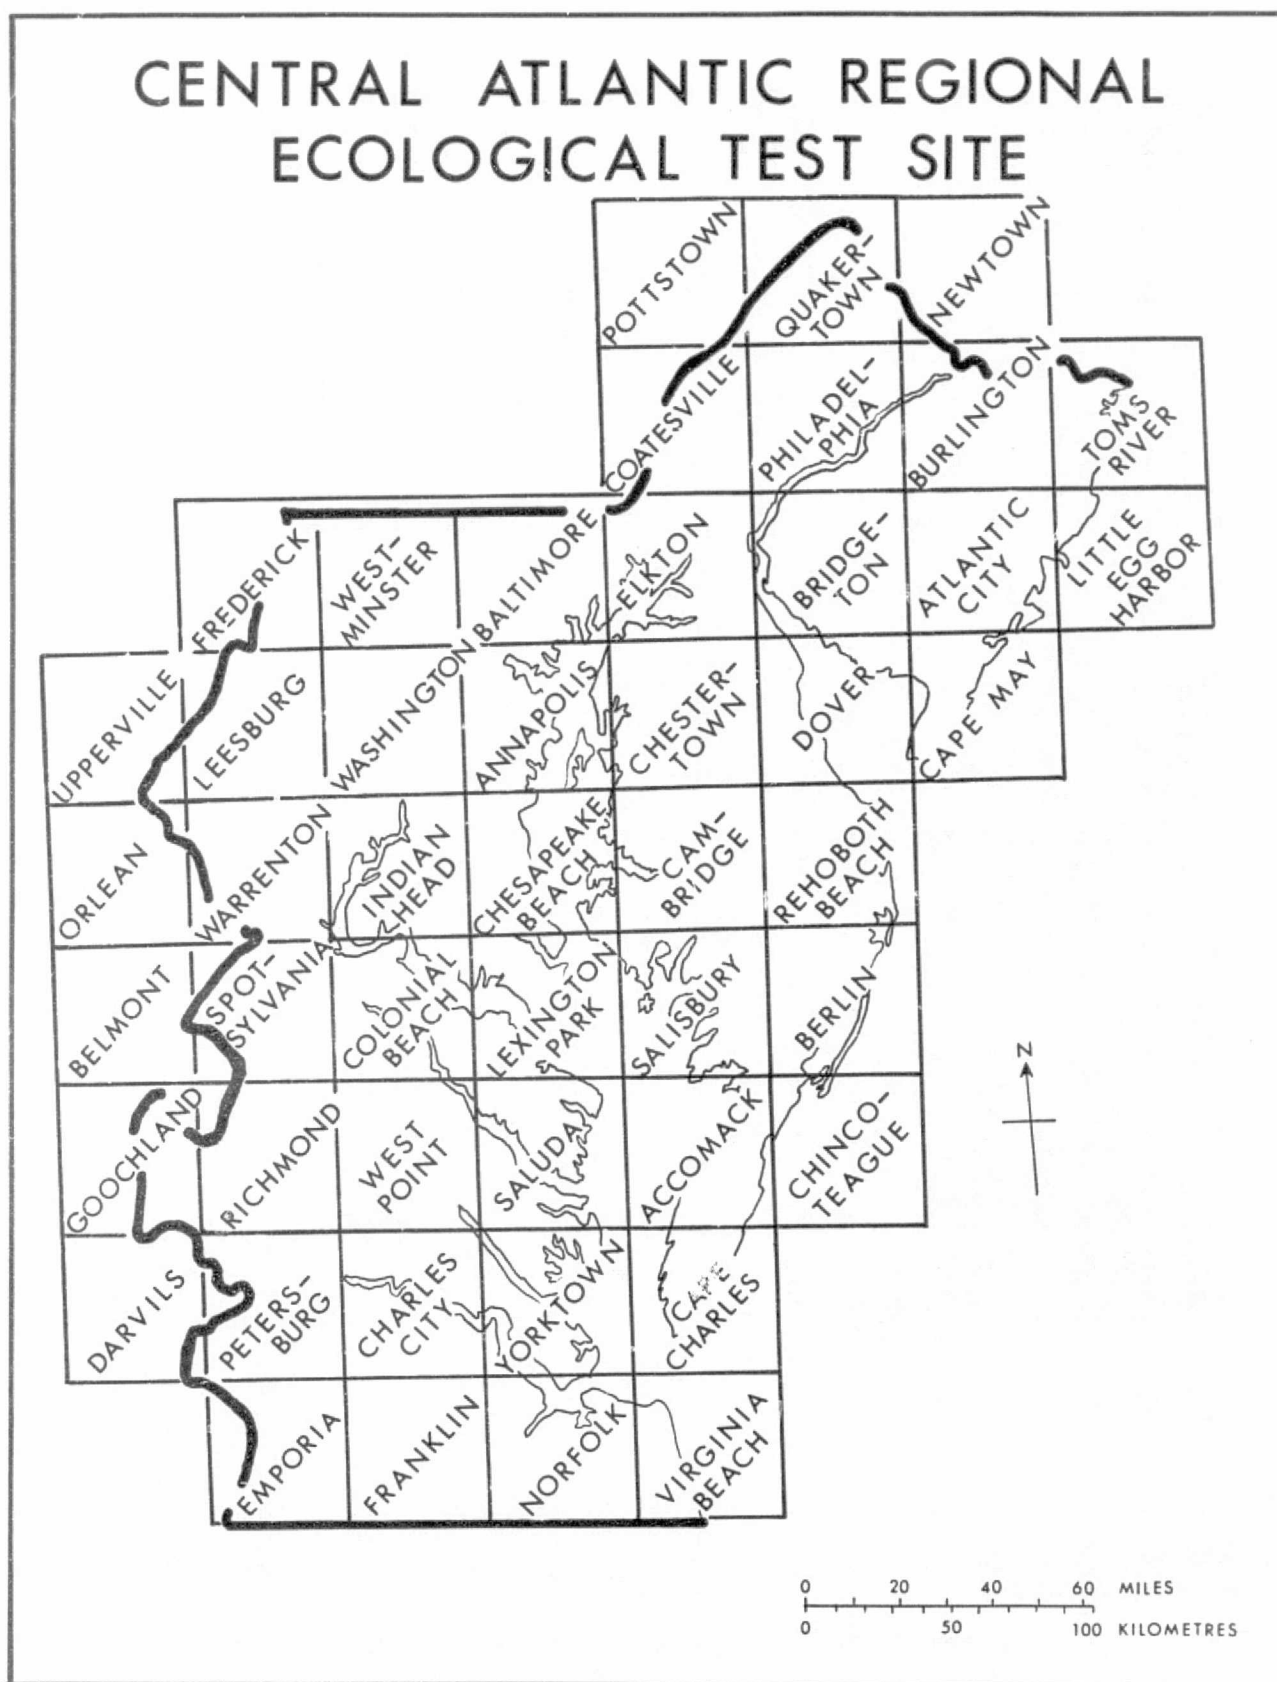 CENTRAL ATLANTIC REGIONAL
ECOLOGICAL TEST SITE
POTTSTOWN
QUAKER-
TOWN
NEWTOWN
COATESVILLE
PHILADEL-
PHIA
BURLINGTON
TOMS
RIVER
FREDERICK
WEST-
MINSTER
BALTIMORE
ELKTON
BRIDGE-
TON
ATLANTIC
CITY
LITTLE
EGG
HARBOR
UPPERVILLE
LEESBURG
WASHINGTON
ANNAPOLIS
CHESTER-
TOWN
DOVER
CAPE MAY
ORLEAN
WARRENTON
INDIAN
HEAD
CHESAPEAKE
BEACH
CAM-
BRIDGE
REHOBOTH
BEACH
BELMONT
SPOT-
SYLVANIA
COLONIAL
BEACH
LEXINGTON
PARK
SALISBURY
BERLIN
GOOCHLAND
RICHMOND
WEST
POINT
SALUDA
ACCOMACK
CHINCO-
TEAGUE
DARVILS
PETERS-
BURG
CHARLES
CITY
YORKTOWN
CAPE
CHARLES
EMPORIA
FRANKLIN
NORFOLK
VIRGINIA
BEACH
N
0 20 40 60 MILES
0 50 100 KILOMETRES